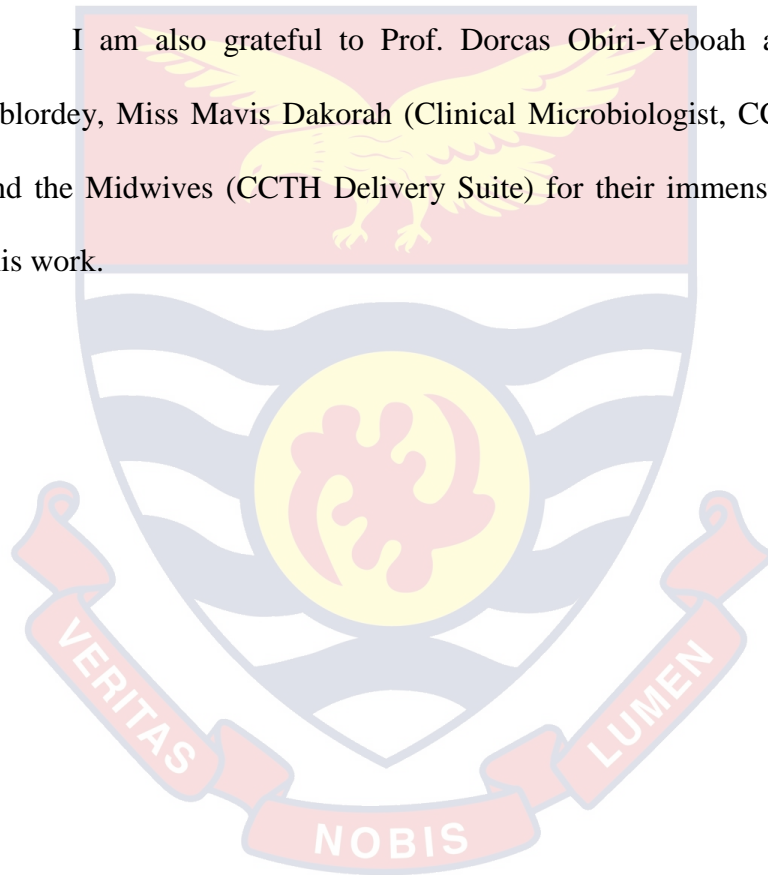 I am also grateful to Prof. Dorcas Obiri-Yeboah a
blordey, Miss Mavis Dakorah (Clinical Microbiologist, CC
nd the Midwives (CCTH Delivery Suite) for their immens
is work.
VERITAS
NOBIS
LUMEN